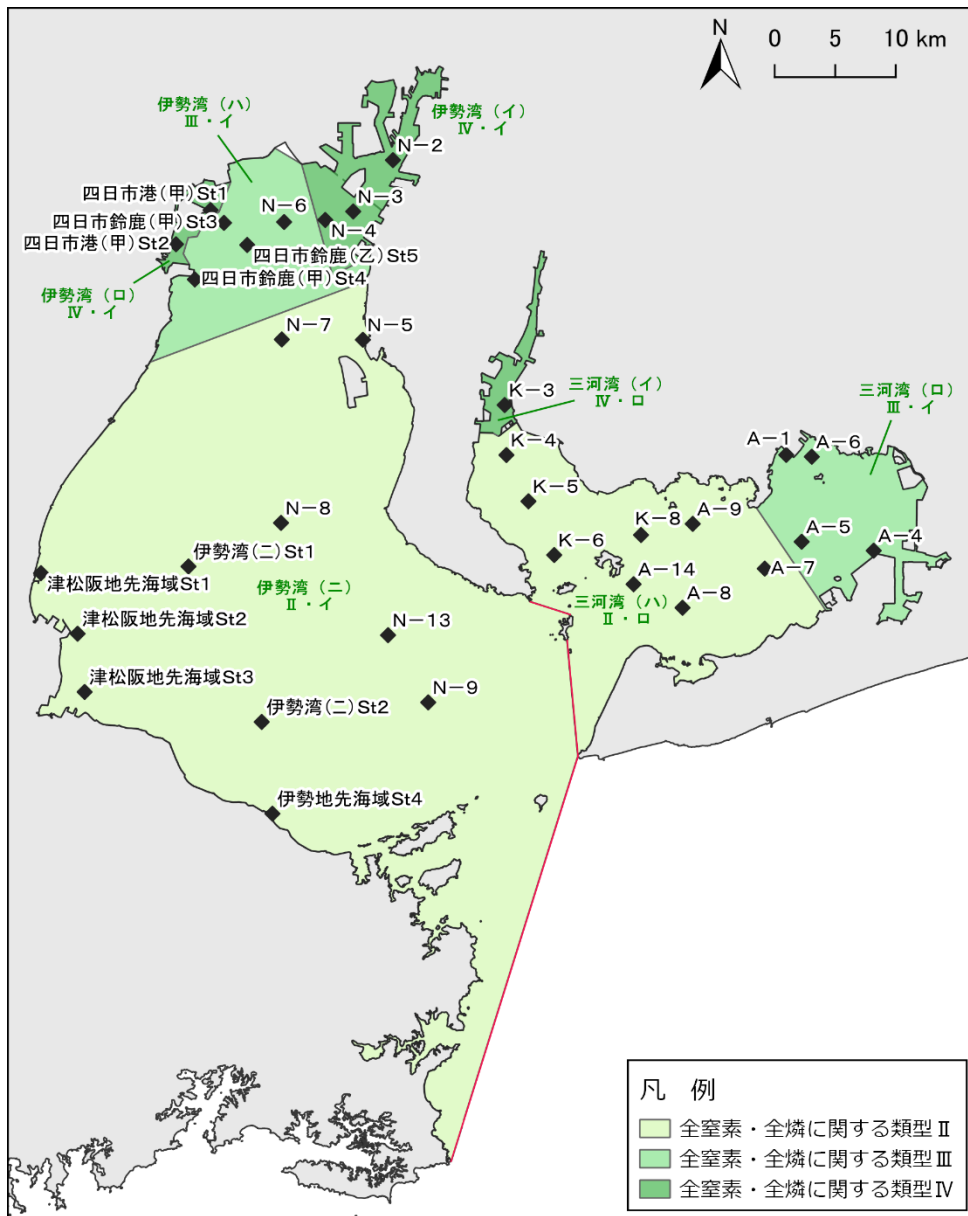 N
0 5 10 km
伊勢湾（ハ）
Ⅲ・イ
伊勢湾（イ）
Ⅳ・イ
N－2
四日市港(甲)St1
N－3
四日市鈴鹿(甲)St3
N－6
N－4
四日市港(甲)St2
四日市鈴鹿(乙)St5
四日市鈴鹿(甲)St4
伊勢湾（ロ）
Ⅳ・イ
N－7
N－5
K－3
三河湾（イ）
Ⅳ・ロ
三河湾（ロ）
Ⅲ・イ
K－4
A－1
A－6
K－5
N－8
K－8
A－9
A－5
A－4
K－6
伊勢湾(ニ)St1
A－7
津松阪地先海域St1
A－14
伊勢湾（ニ）
Ⅱ・イ
A－8
三河湾（ハ）
Ⅱ・ロ
津松阪地先海域St2
N－13
津松阪地先海域St3
N－9
伊勢湾(ニ)St2
伊勢地先海域St4
凡 例
全窒素・全燐に関する類型Ⅱ
全窒素・全燐に関する類型Ⅲ
全窒素・全燐に関する類型Ⅳ